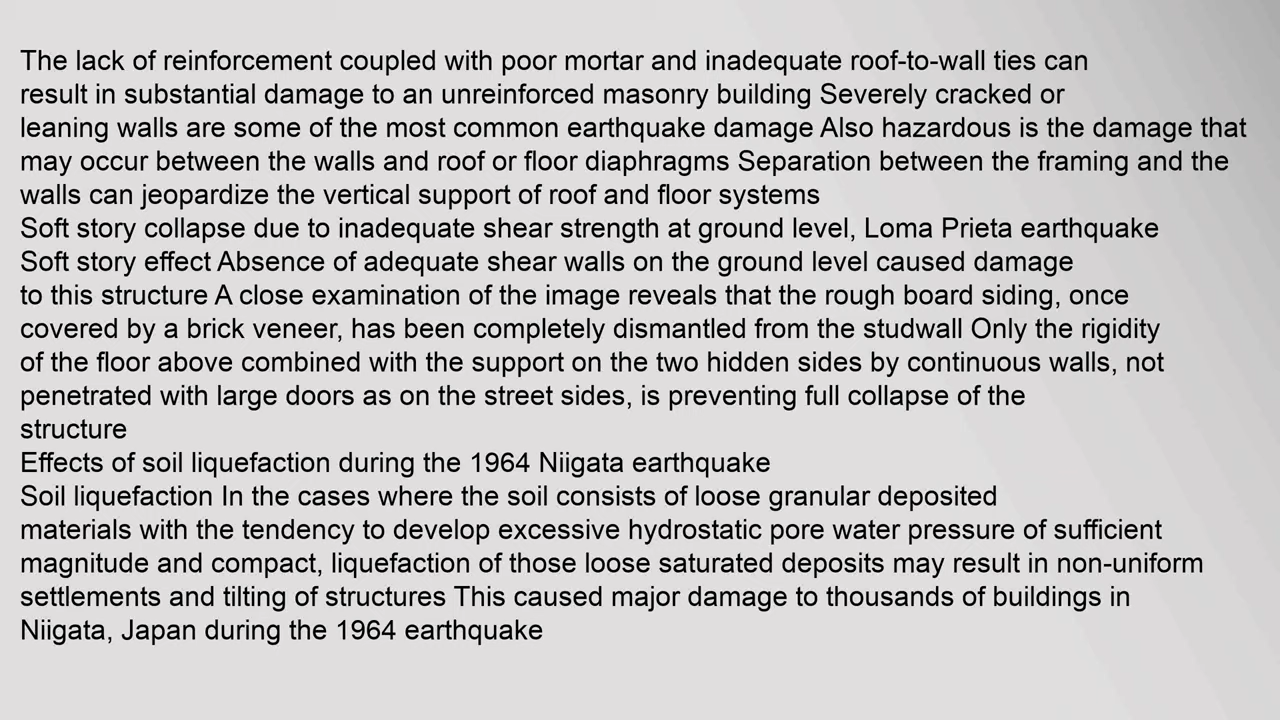 The lack of reinforcement coupled with poor mortar and inadequate roof-to-wall ties can
result in substantial damage to an unreinforced masonry building Severely cracked or
leaning walls are some of the most common earthquake damage Also hazardous is the damage that
may occur between the walls and roof or floor diaphragms Separation between the framing and the
walls can jeopardize the vertical support of roof and floor systems
Soft story collapse due to inadequate shear strength at ground level, Loma Prieta earthquake
Soft story effect Absence of adequate shear walls on the ground level caused damage
to this structure A close examination of the image reveals that the rough board siding, once
covered by a brick veneer, has been completely dismantled from the studwall Only the rigidity
of the floor above combined with the support on the two hidden sides by continuous walls, not
penetrated with large doors as on the street sides, is preventing full collapse of the
structure
Effects of soil liquefaction during the 1964 Niigata earthquake
Soil liquefaction In the cases where the soil consists of loose granular deposited
materials with the tendency to develop excessive hydrostatic pore water pressure of sufficient
magnitude and compact, liquefaction of those loose saturated deposits may result in non-uniform
settlements and tilting of structures This caused major damage to thousands of buildings in
Niigata, Japan during the 1964 earthquake